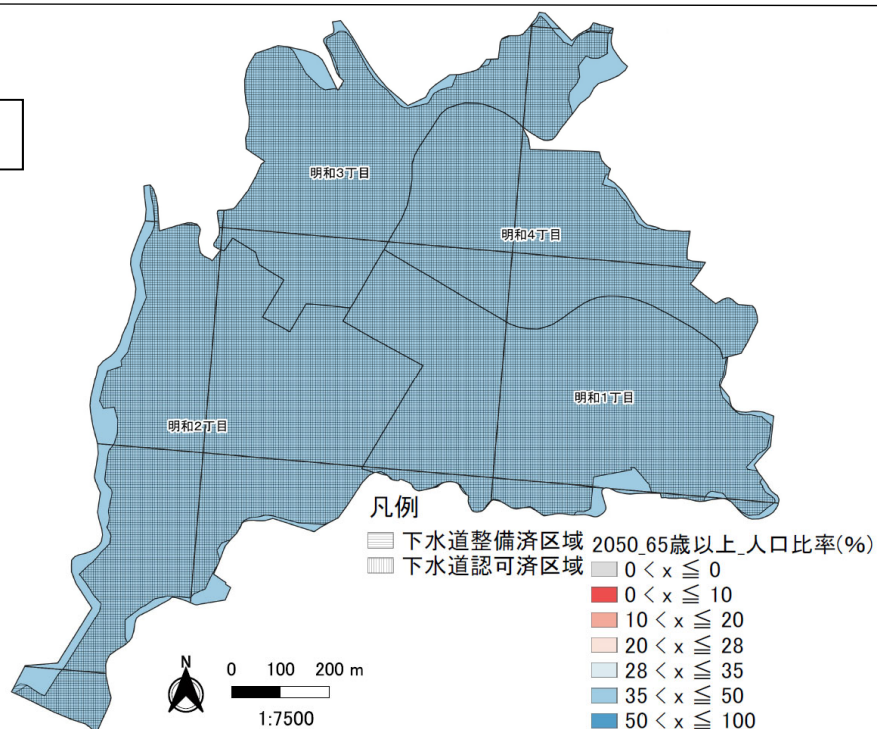 明和3丁目
明和4丁目
明和1丁目
明和2丁目
凡例
下水道整備済区域
下水道認可済区域
2050_65歳以上_人口比率(%)
0 < x ≦ 0
0 < x ≦ 10
10 < x ≦ 20
20 < x ≦ 28
28 < x ≦ 35
35 < x ≦ 50
50 < x ≦ 100
N
0 100 200 m
1:7500